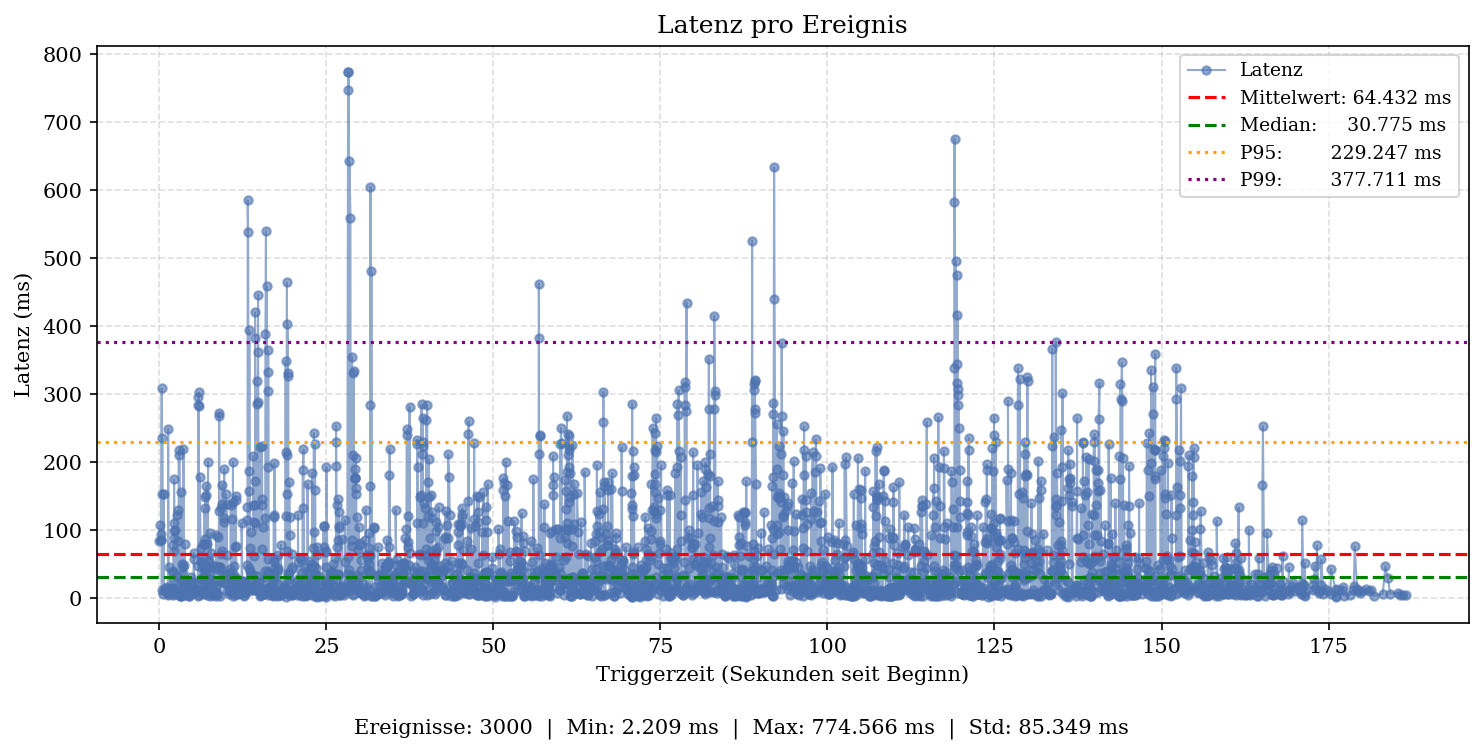 Latenz pro Ereignis
800
700
600
500
400
300
200
100
0
Latenz (ms)
Latenz
Mittelwert: 64.432 ms
Median: 30.775 ms
P95: 229.247 ms
P99: 377.711 ms
0 25 50 75 100 125 150 175
Triggerzeit (Sekunden seit Beginn)
Ereignisse: 3000 | Min: 2.209 ms | Max: 774.566 ms | Std: 85.349 ms